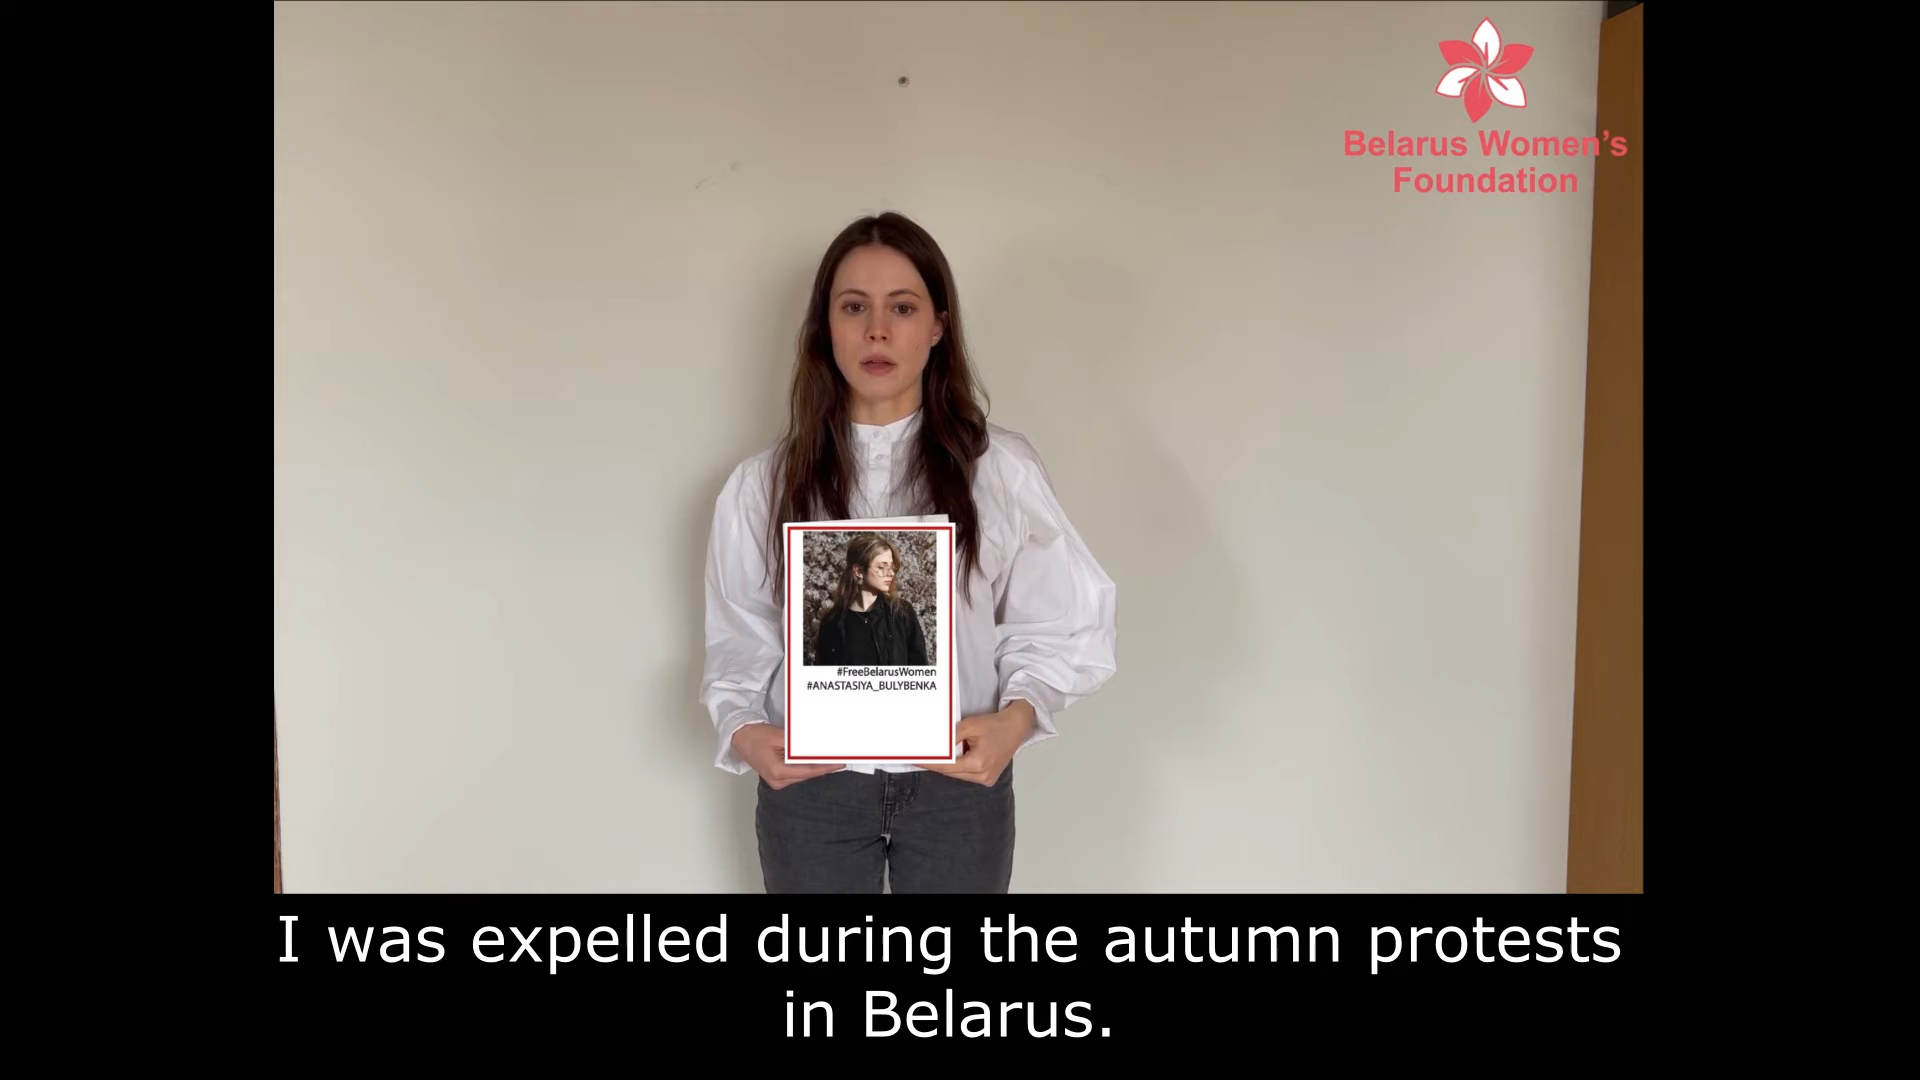 Belarus Women's
Foundation
#FreeBelarusWomen
#ANASTASIYA_BULYBENKA
I was expelled during the autumn protests
in Belarus.